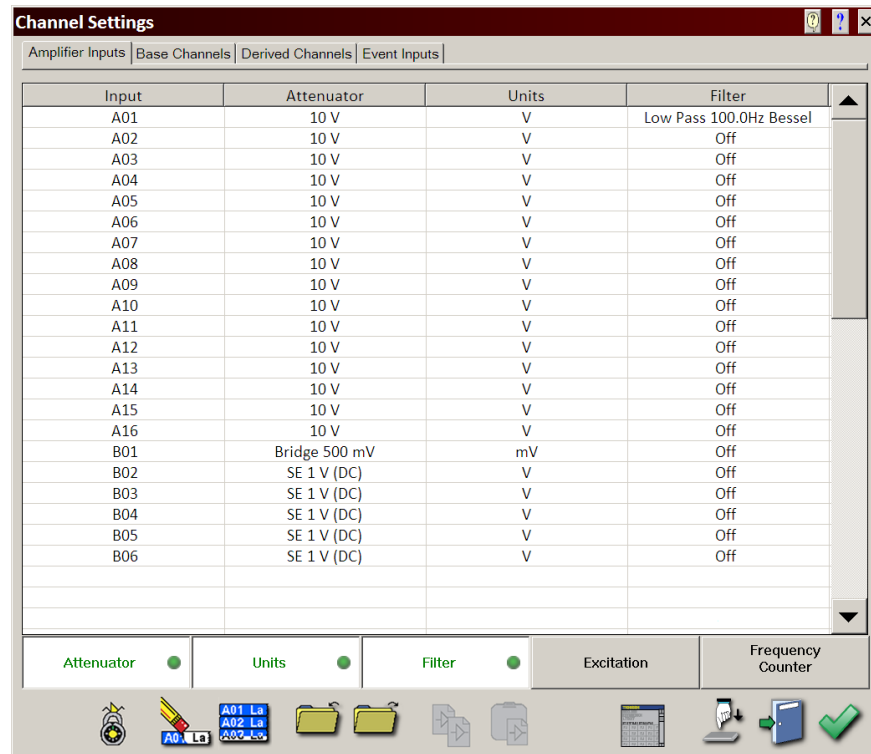 Channel Settings
Amplifier Inputs Base Channels Derived Channels Event Inputs
Input Attenuator Units Filter
A01 10 V V Low Pass 100.0Hz Bessel
A02 10 V V Off
A03 10 V V Off
A04 10 V V Off
A05 10 V V Off
A06 10 V V Off
A07 10 V V Off
A08 10 V V Off
A09 10 V V Off
A10 10 V V Off
A11 10 V V Off
A12 10 V V Off
A13 10 V V Off
A14 10 V V Off
A15 10 V V Off
A16 10 V V Off
B01 Bridge 500 mV mV Off
B02 SE 1 V (DC) V Off
B03 SE 1 V (DC) V Off
B04 SE 1 V (DC) V Off
B05 SE 1 V (DC) V Off
B06 SE 1 V (DC) V Off
Attenuator Units Filter Excitation Frequency Counter
A01 La
A02 La